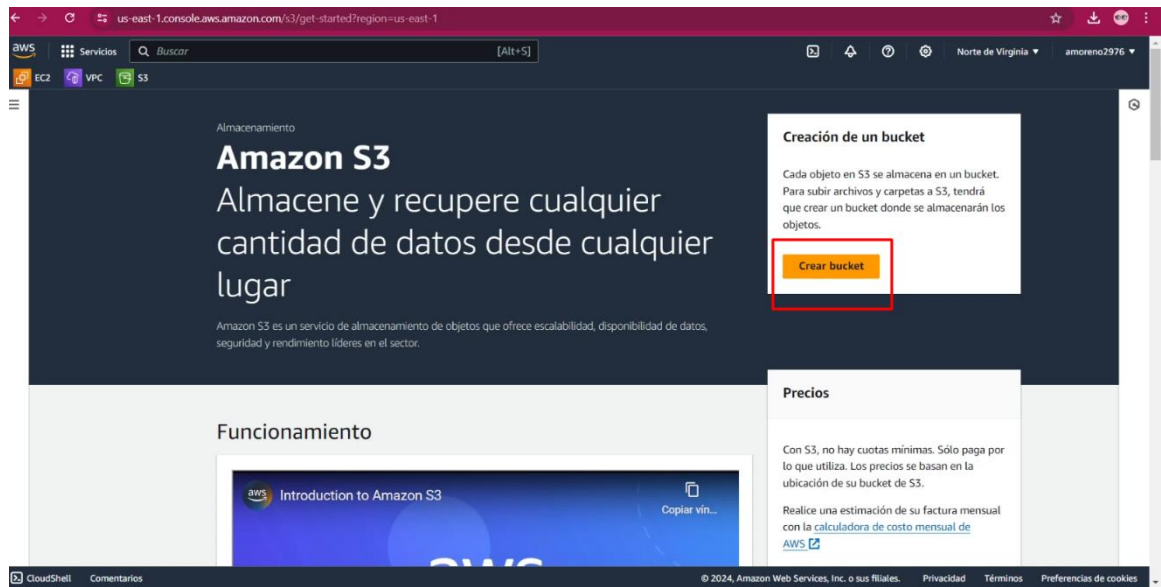 us-east-1.console.aws.amazon.com/s3/get-started?region=us-east-1
aws Servicios Buscar [Alt+S] Norte de Virginia amoreno2976
EC2 VPC S3
Almacenamiento
Amazon S3
Almacene y recupere cualquier
cantidad de datos desde cualquier
lugar
Amazon S3 es un servicio de almacenamiento de objetos que ofrece escalabilidad, disponibilidad de datos,
seguridad y rendimiento líderes en el sector.
Creación de un bucket
Cada objeto en S3 se almacena en un bucket.
Para subir archivos y carpetas a S3, tendrá
que crear un bucket donde se almacenarán los
objetos.
Crear bucket
Precios
Con S3, no hay cuotas mínimas. Sólo paga por
lo que utiliza. Los precios se basan en la
ubicación de su bucket de S3.
Realice una estimación de su factura mensual
con la calculadora de costo mensual de
AWS
Funcionamiento
aws Introduction to Amazon S3
Copiar vín...
aws
CloudShell Comentarios © 2024, Amazon Web Services, Inc. o sus filiales. Privacidad Términos Preferencias de cookies